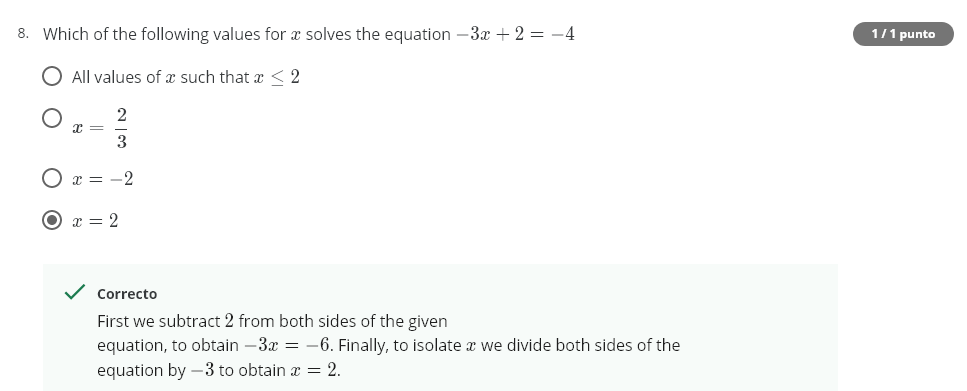 8. Which of the following values for x solves the equation −3x + 2 = −4
1 / 1 punto
All values of x such that x ≤ 2
x = 2/3
x = −2
x = 2
Correcto
First we subtract 2 from both sides of the given
equation, to obtain −3x = −6. Finally, to isolate x we divide both sides of the
equation by −3 to obtain x = 2.